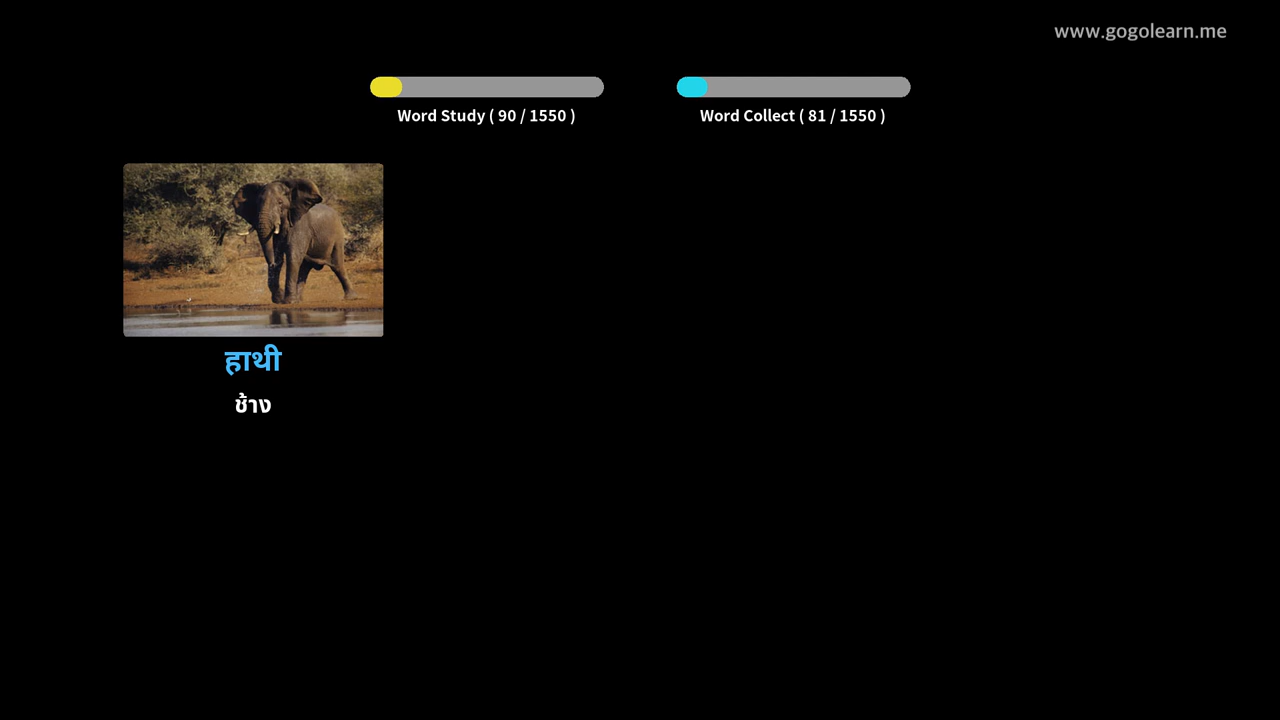 www.gogolearn.me
Word Study ( 90 / 1550 )
Word Collect ( 81 / 1550 )
हाथी
ช้าง